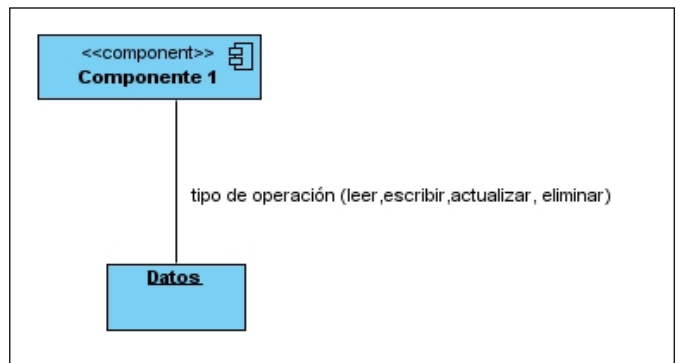 <<component>>
Componente 1
tipo de operación (leer,escribir,actualizar, eliminar)
Datos